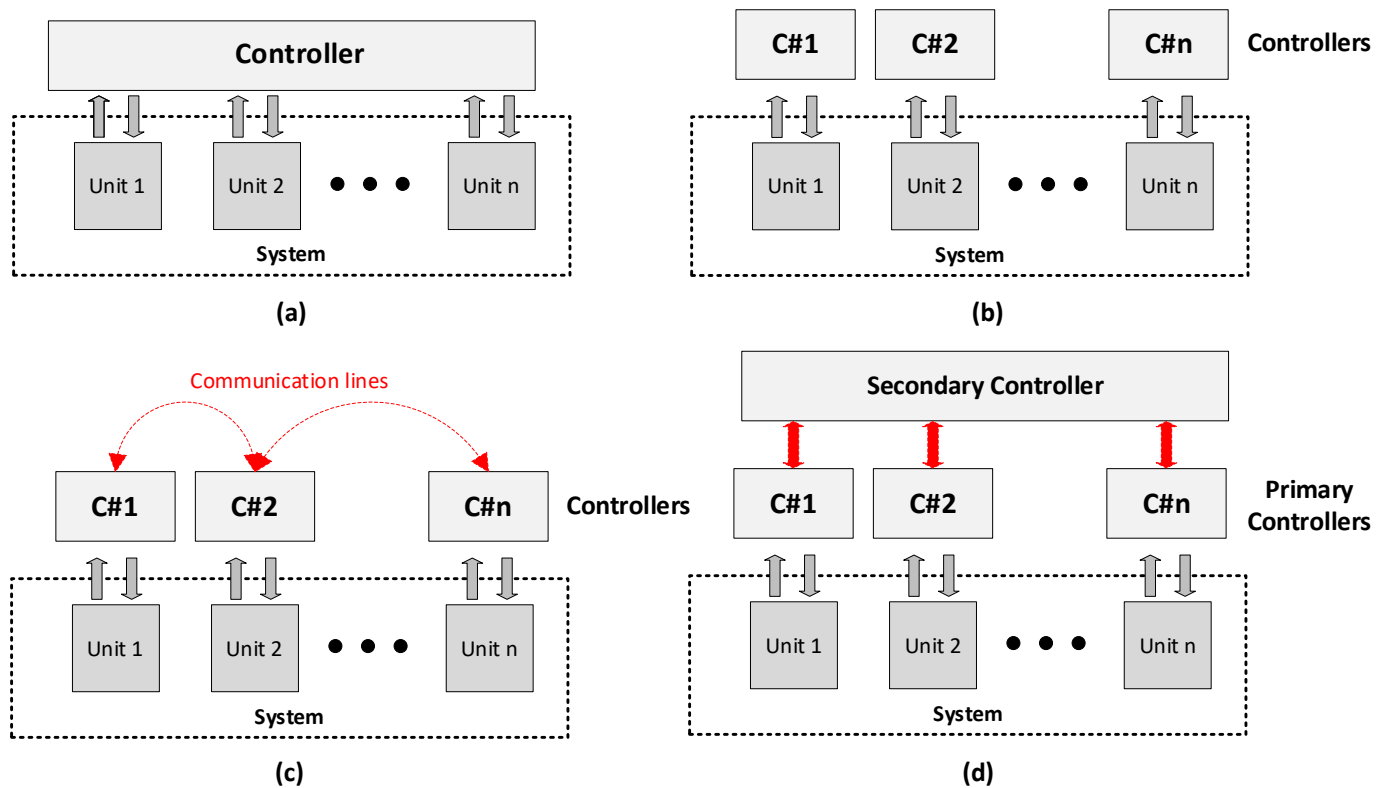 Controller
Unit 1
Unit 2
Unit n
System
(a)
C#1
C#2
C#n
Controllers
Unit 1
Unit 2
Unit n
System
(b)
Communication lines
C#1
C#2
C#n
Controllers
Unit 1
Unit 2
Unit n
System
(c)
Secondary Controller
C#1
C#2
C#n
Primary
Controllers
Unit 1
Unit 2
Unit n
System
(d)